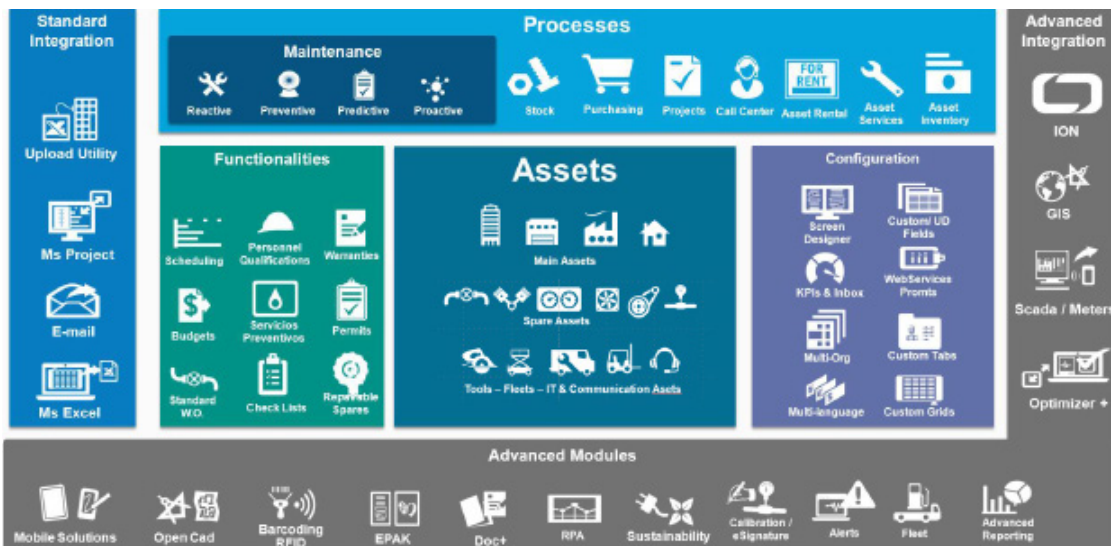 Standard
Integration
Upload Utility
Ms Project
E-mail
Ms Excel
Processes
Maintenance
Reactive
Preventive
Predictive
Proactive
Stock
Purchasing
Projects
Call Center
FOR
RENT
Asset Rental
Asset
Services
Asset
Inventory
Functionalities
Scheduling
Personnel
Qualifications
Warranties
Budgets
Servicios
Preventivos
Permits
Standard
W.O.
Check Lists
Repairable
Spares
Assets
Main Assets
Spare Assets
Tools – Fleets – IT & Communication Asets
Configuration
Screen
Designer
Custom/ UD
Fields
KPIs & Inbox
WebServices
Promts
Multi-Org
Custom Tabs
Multi-language
Custom Grids
Advanced
Integration
ION
GIS
Scada / Meters
Optimizer +
Advanced Modules
Mobile Solutions
Open Cad
Barcoding
RFID
EPAK
Doc+
RPA
Sustainability
Calibration /
eSignature
Alerts
Fleet
Advanced
Reporting